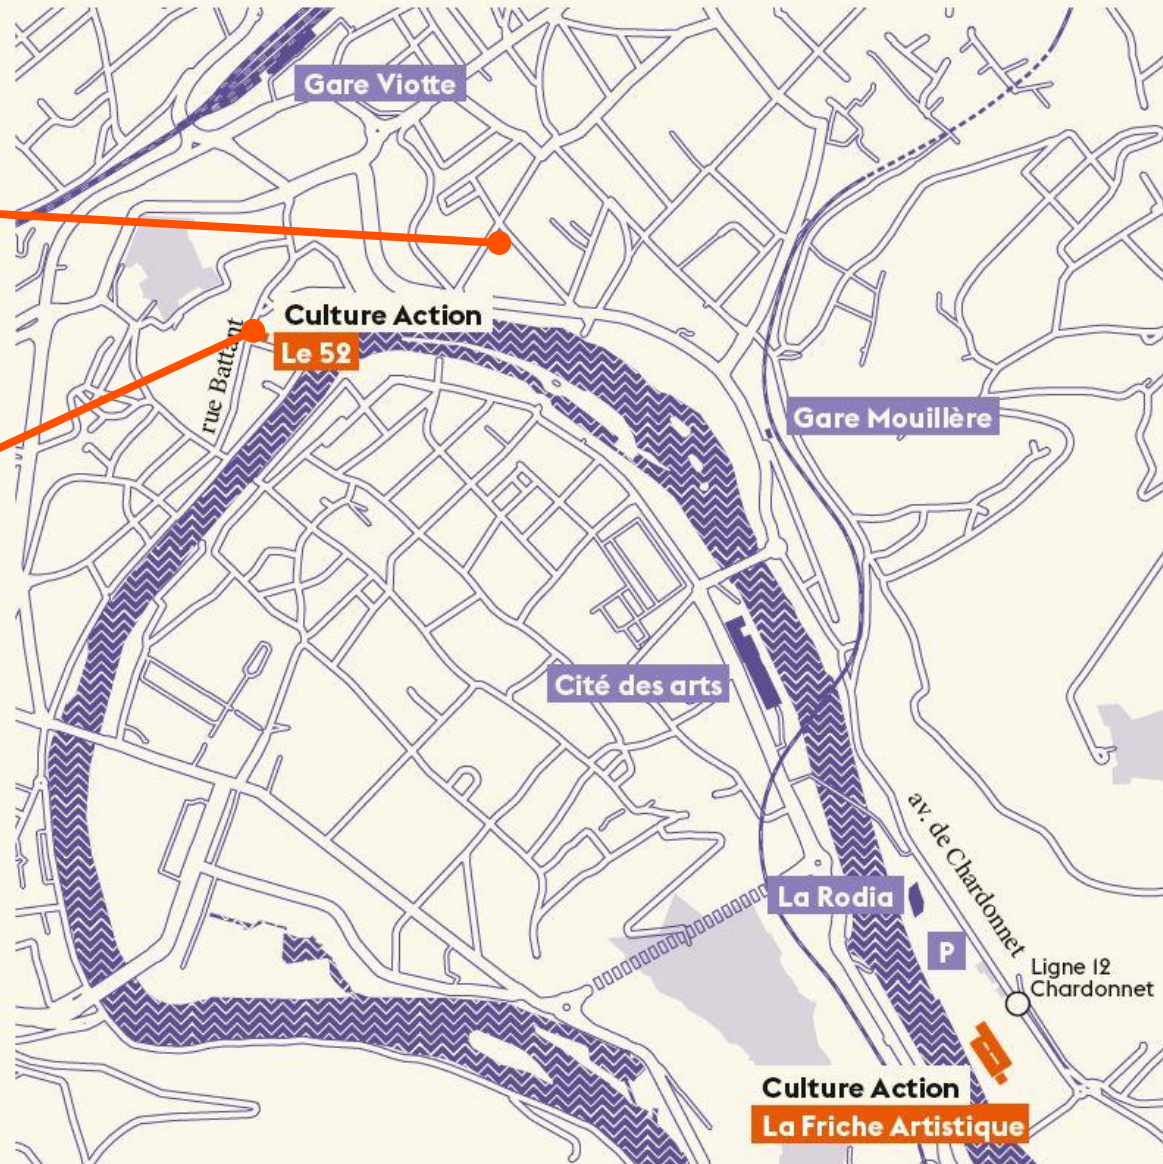 Gare Viotte
Culture Action
Le 52
rue Battant
Gare Mouillère
Cité des arts
av. de Chardonnet
La Rodia
P
Ligne 12
Chardonnet
Culture Action
La Friche Artistique